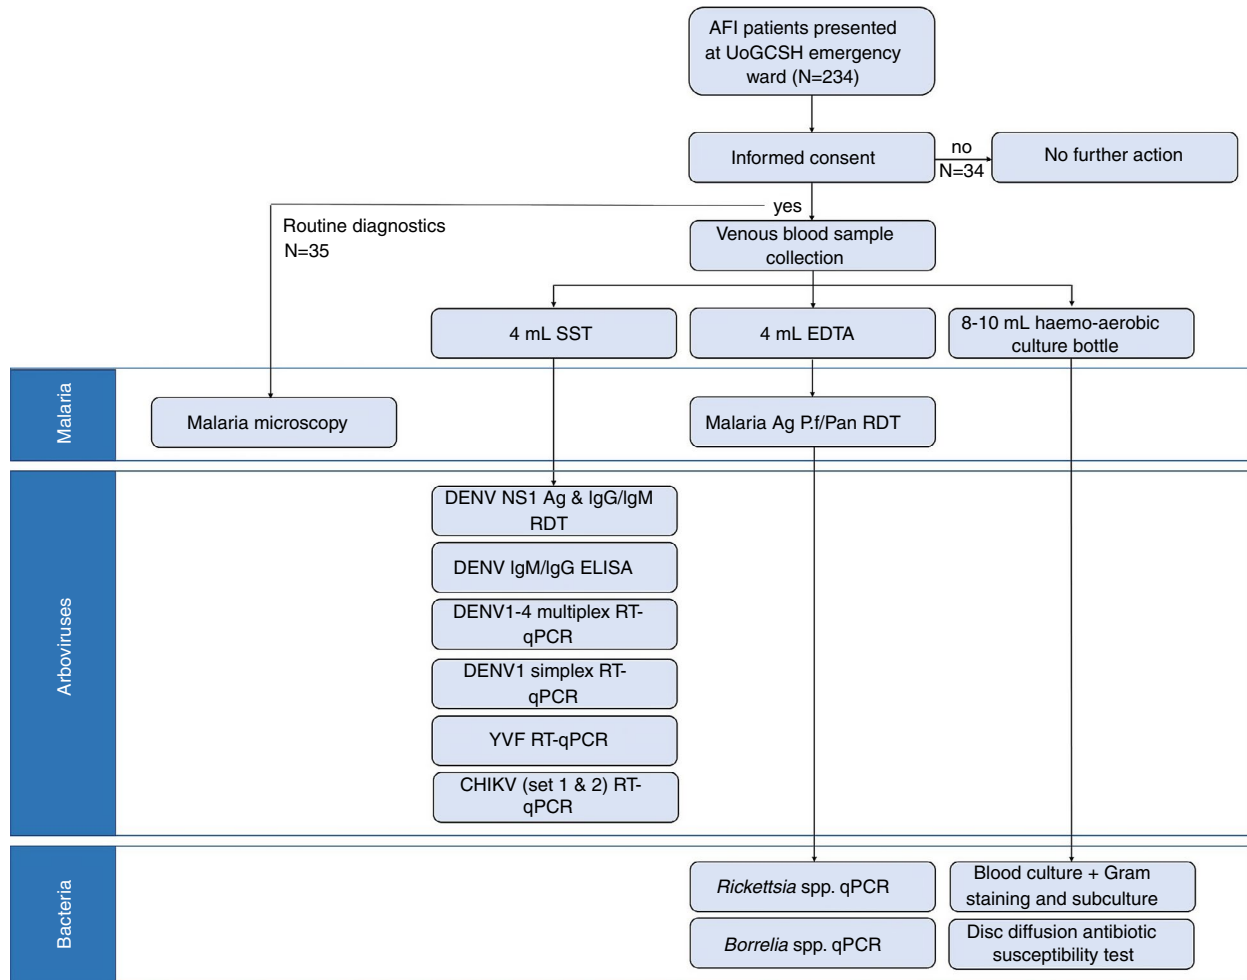 AFI patients presented
at UoGCSH emergency
ward (N=234)
Informed consent
no
N=34
No further action
yes
Routine diagnostics
N=35
Venous blood sample
collection
4 mL SST
4 mL EDTA
8-10 mL haemo-aerobic
culture bottle
Malaria
Malaria microscopy
Malaria Ag P.f/Pan RDT
Arboviruses
DENV NS1 Ag & IgG/IgM
RDT
DENV IgM/IgG ELISA
DENV1-4 multiplex RT-
qPCR
DENV1 simplex RT-
qPCR
YVF RT-qPCR
CHIKV (set 1 & 2) RT-
qPCR
Bacteria
Rickettsia spp. qPCR
Borrelia spp. qPCR
Blood culture + Gram
staining and subculture
Disc diffusion antibiotic
susceptibility test